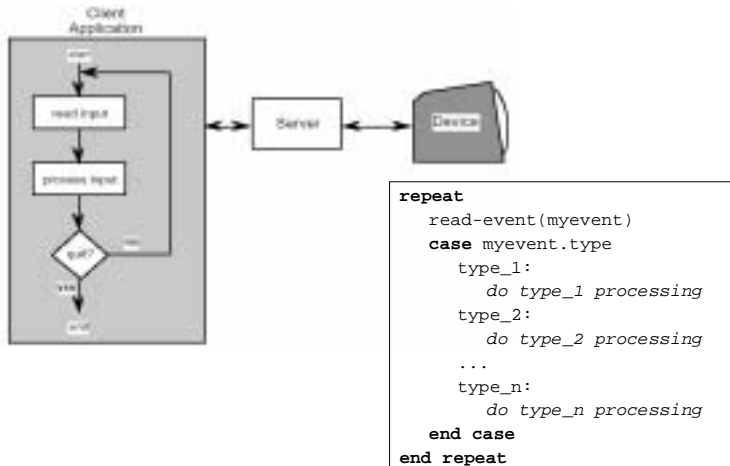 Client
Application
start
read input
process input
quit?
no
yes
end
Server
Device
repeat
read-event(myevent)
case myevent.type
type_1:
do type_1 processing
type_2:
do type_2 processing
...
type_n:
do type_n processing
end case
end repeat